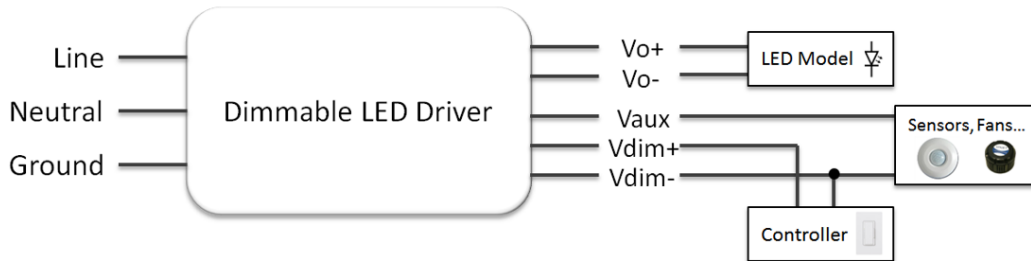 Line
Neutral
Ground
Dimmable LED Driver
Vo+
Vo-
Vaux
Vdim+
Vdim-
LED Model
Sensors, Fans...
Controller